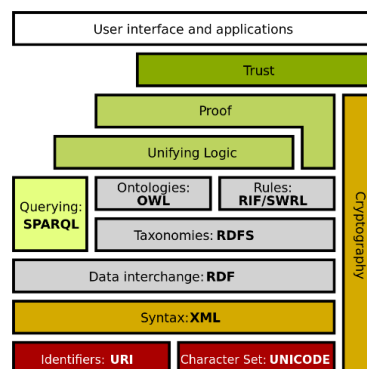 User interface and applications
Trust
Proof
Unifying Logic
Ontologies:
OWL
Rules:
RIF/SWRL
Querying:
SPARQL
Taxonomies: RDFS
Data interchange: RDF
Syntax: XML
Identifiers: URI
Character Set: UNICODE
Cryptography